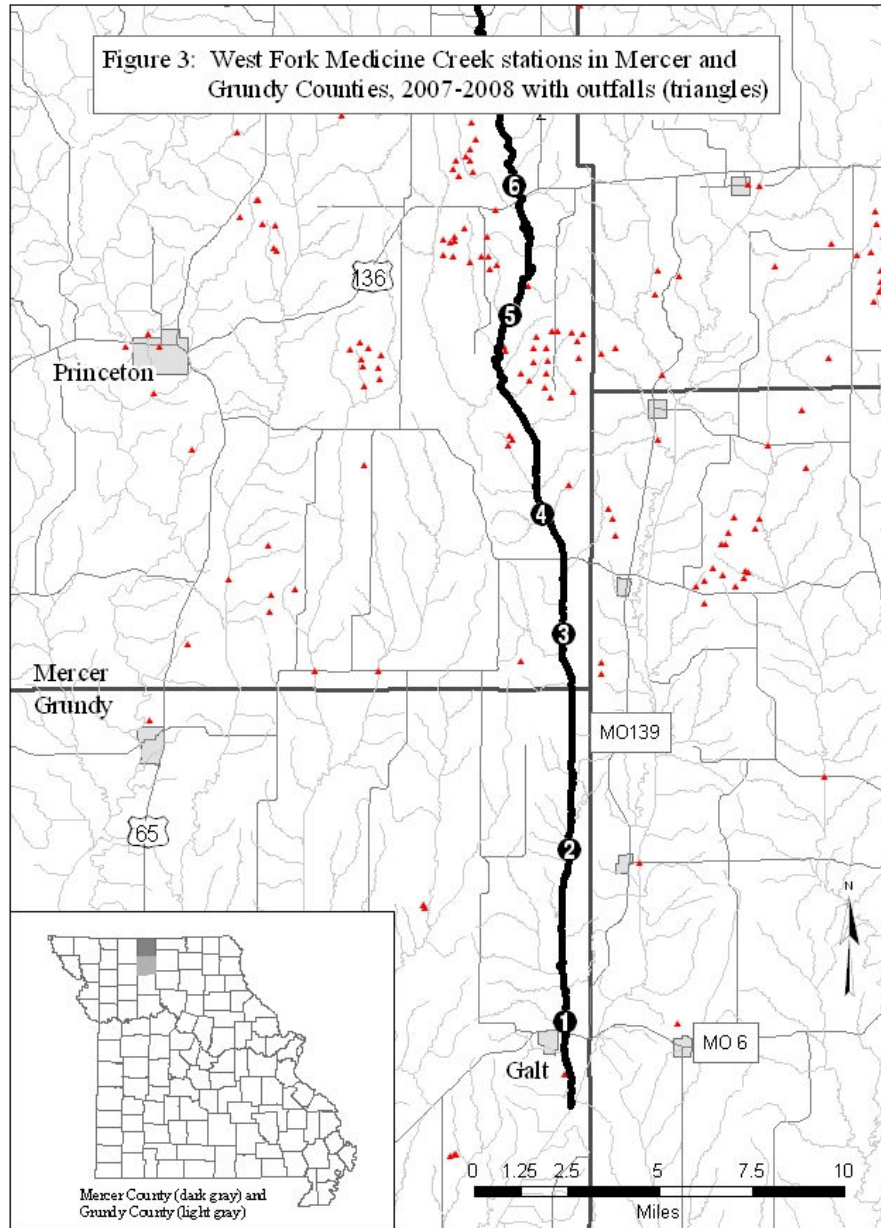 Figure 3: West Fork Medicine Creek stations in Mercer and
Grundy Counties, 2007-2008 with outfalls (triangles)
6
136
5
Princeton
4
3
Mercer
Grundy
MO139
65
2
N
1
MO 6
Galt
0 1.25 2.5 5 7.5 10
Miles
Mercer County (dark gray) and
Grundy County (light gray)